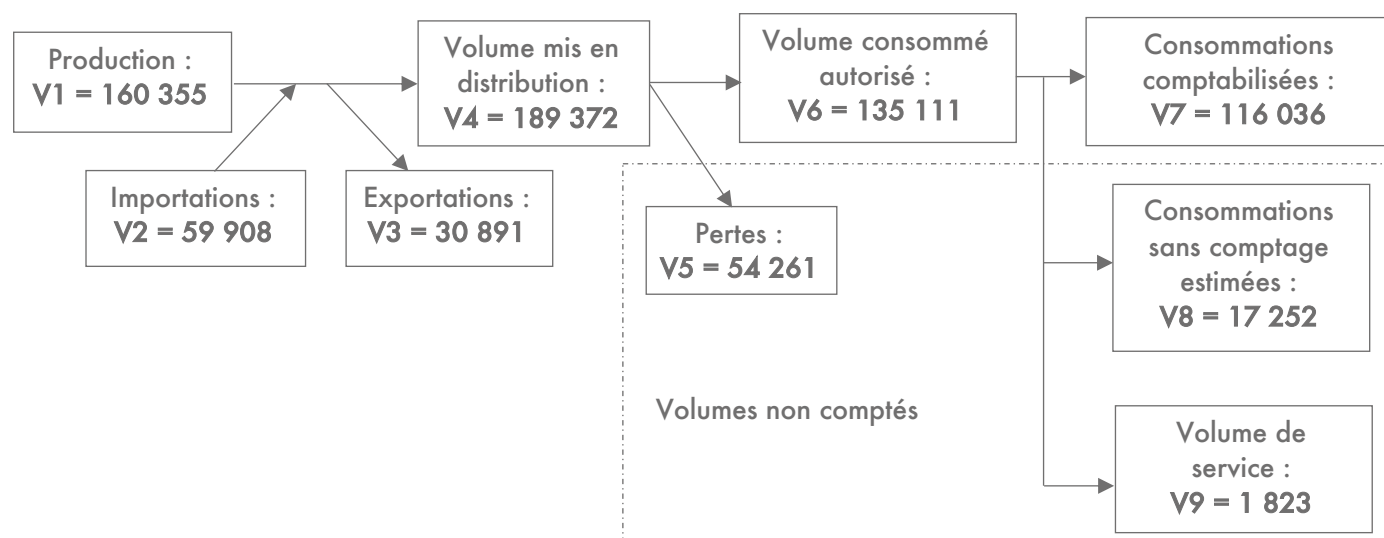 Production :
V1 = 160 355
Volume mis en
distribution :
V4 = 189 372
Volume consommé
autorisé :
V6 = 135 111
Consommations
comptabilisées :
V7 = 116 036
Importations :
V2 = 59 908
Exportations :
V3 = 30 891
Pertes :
V5 = 54 261
Consommations
sans comptage
estimées :
V8 = 17 252
Volumes non comptés
Volume de
service :
V9 = 1 823